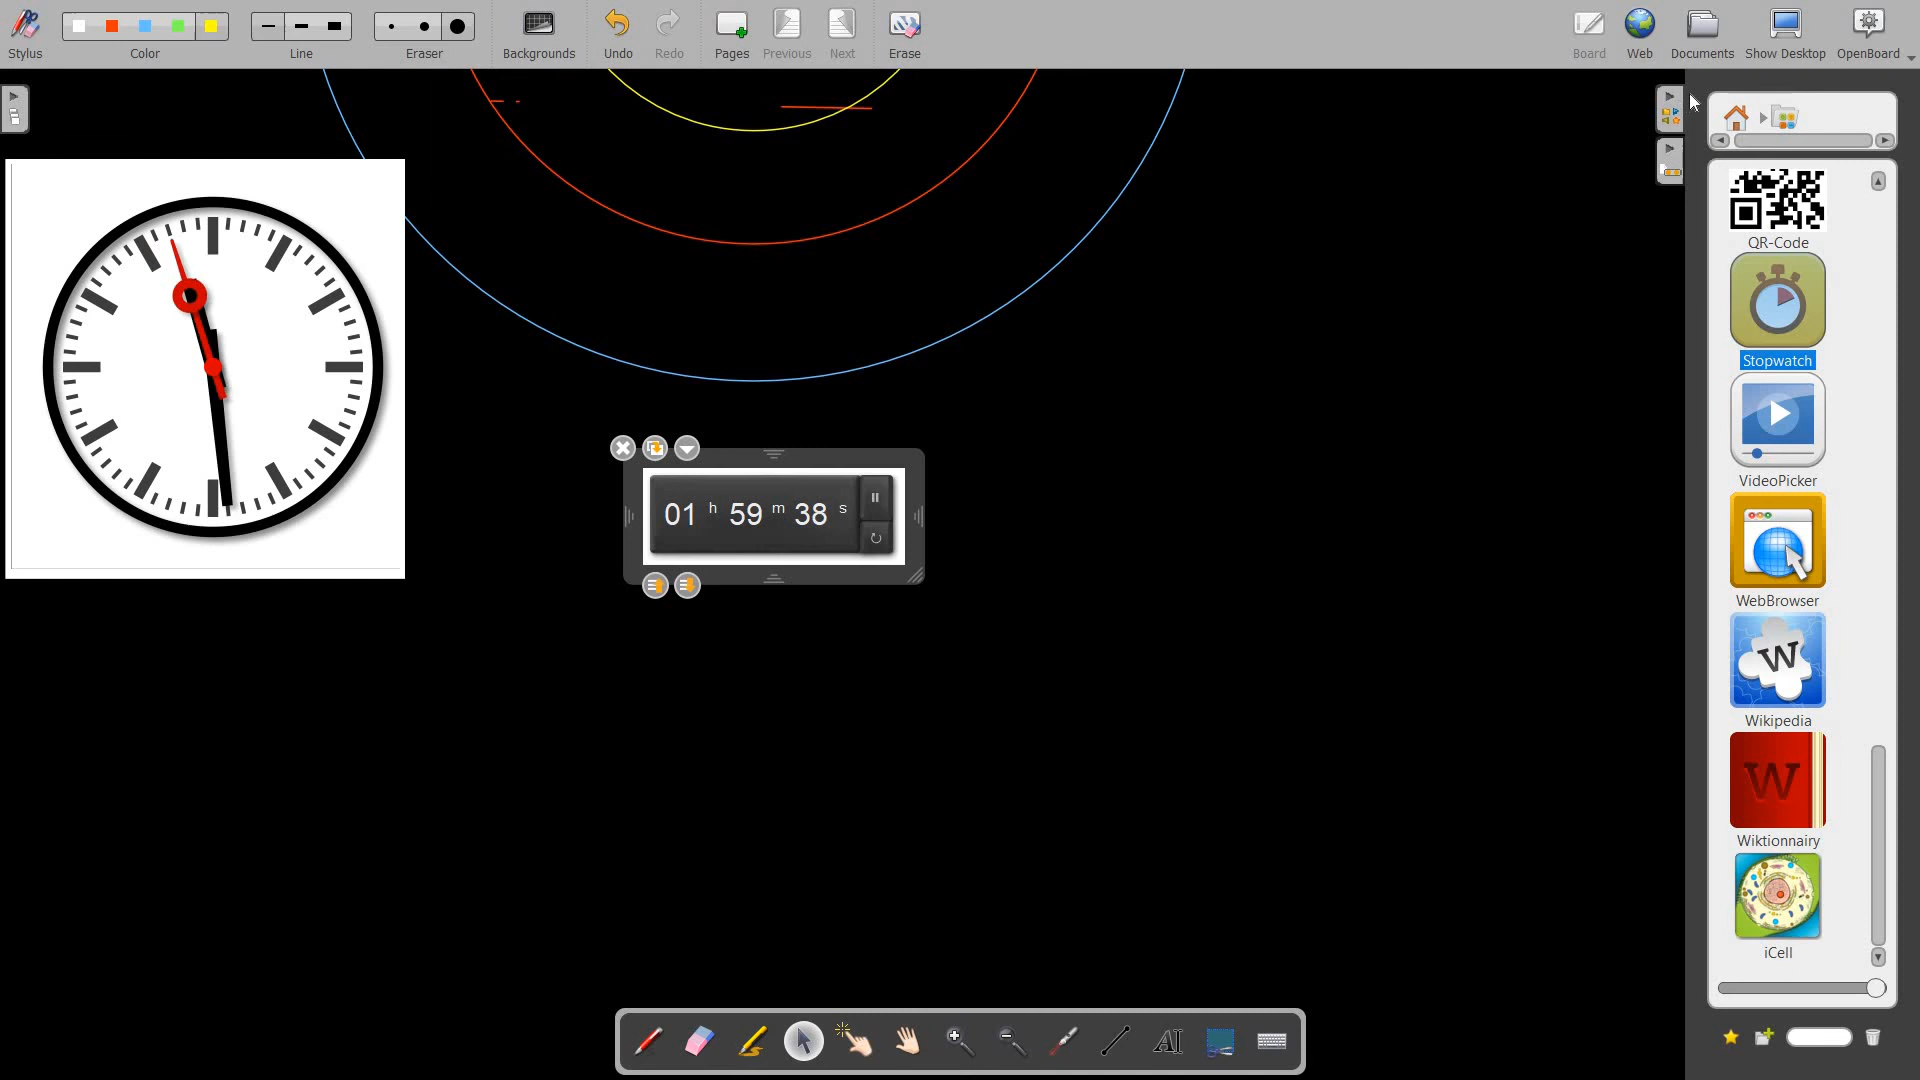 Stylus Color Line Eraser Backgrounds Undo Redo Pages Previous Next Erase Board Web Documents Show Desktop OpenBoard
QR-Code
Stopwatch
01 h 59 m 38 s
VideoPicker
WebBrowser
W
Wikipedia
W
Wiktionnairy
iCell
AI